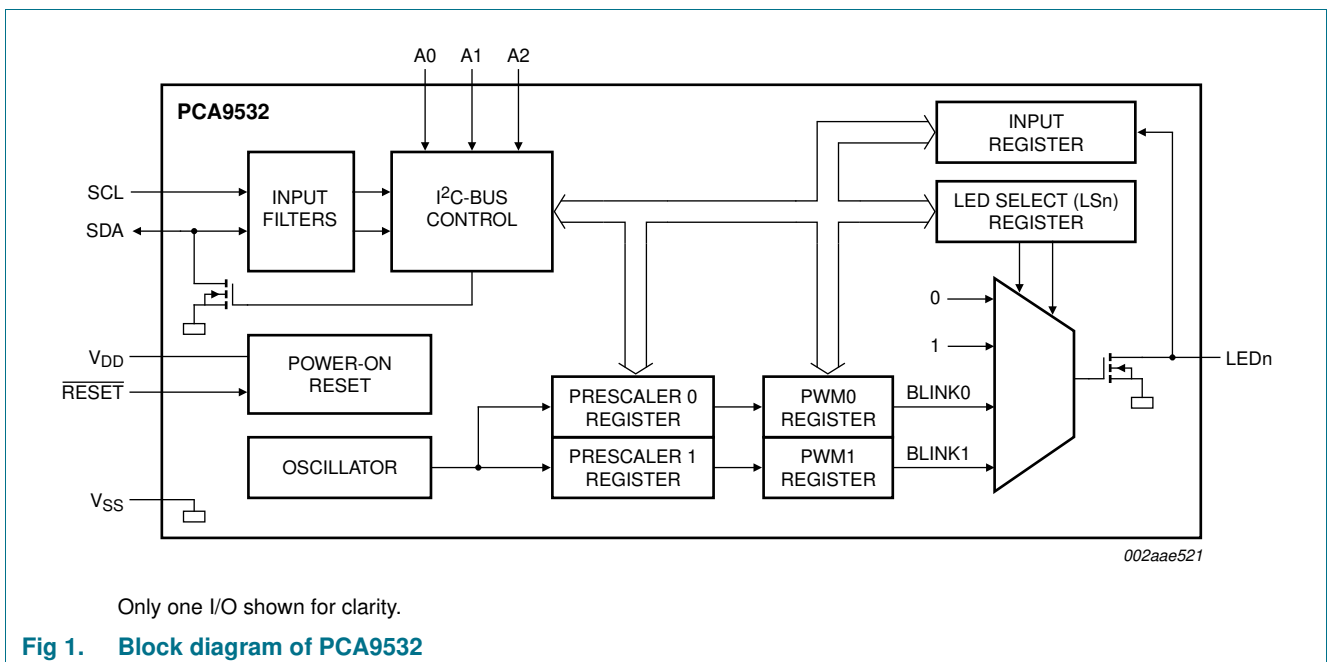 A0 A1 A2
PCA9532
SCL
SDA
INPUT
FILTERS
I²C-BUS
CONTROL
INPUT
REGISTER
LED SELECT (LSn)
REGISTER
0
1
VDD
RESET
POWER-ON
RESET
PRESCALER 0
REGISTER
PWM0
REGISTER
BLINK0
LEDn
OSCILLATOR
PRESCALER 1
REGISTER
PWM1
REGISTER
BLINK1
VSS
002aae521
Only one I/O shown for clarity.
Fig 1. Block diagram of PCA9532